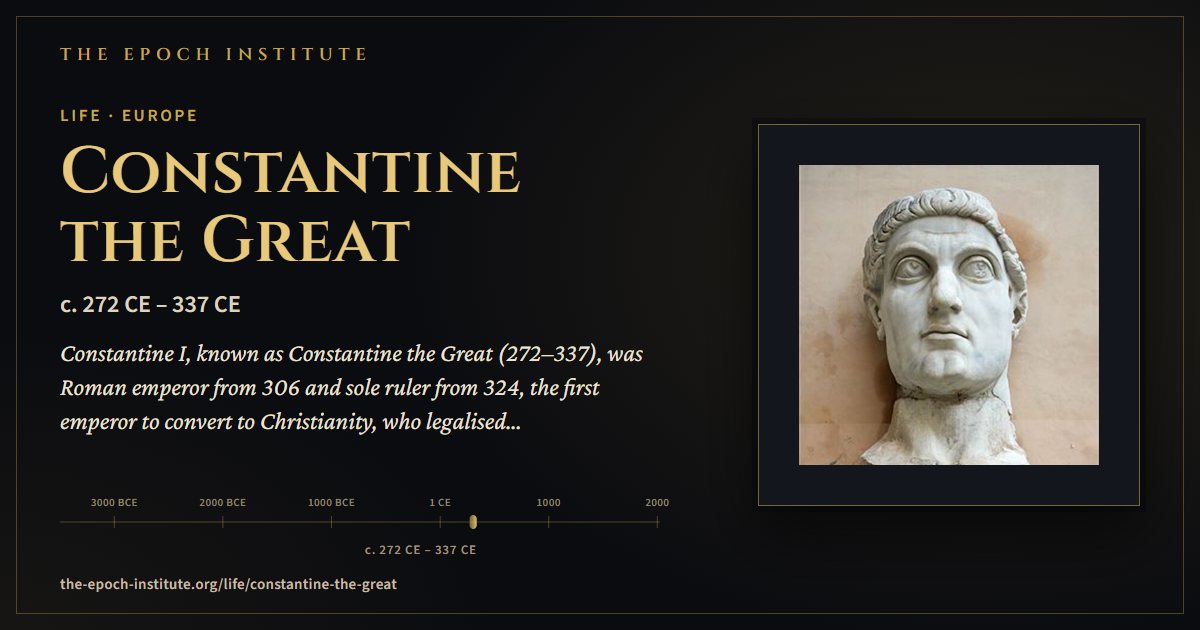 THE EPOCH INSTITUTE
LIFE · EUROPE
CONSTANTINE
THE GREAT
c. 272 CE – 337 CE
Constantine I, known as Constantine the Great (272–337), was
Roman emperor from 306 and sole ruler from 324, the first
emperor to convert to Christianity, who legalised...
3000 BCE 2000 BCE 1000 BCE 1 CE 1000 2000
c. 272 CE – 337 CE
the-epoch-institute.org/life/constantine-the-great